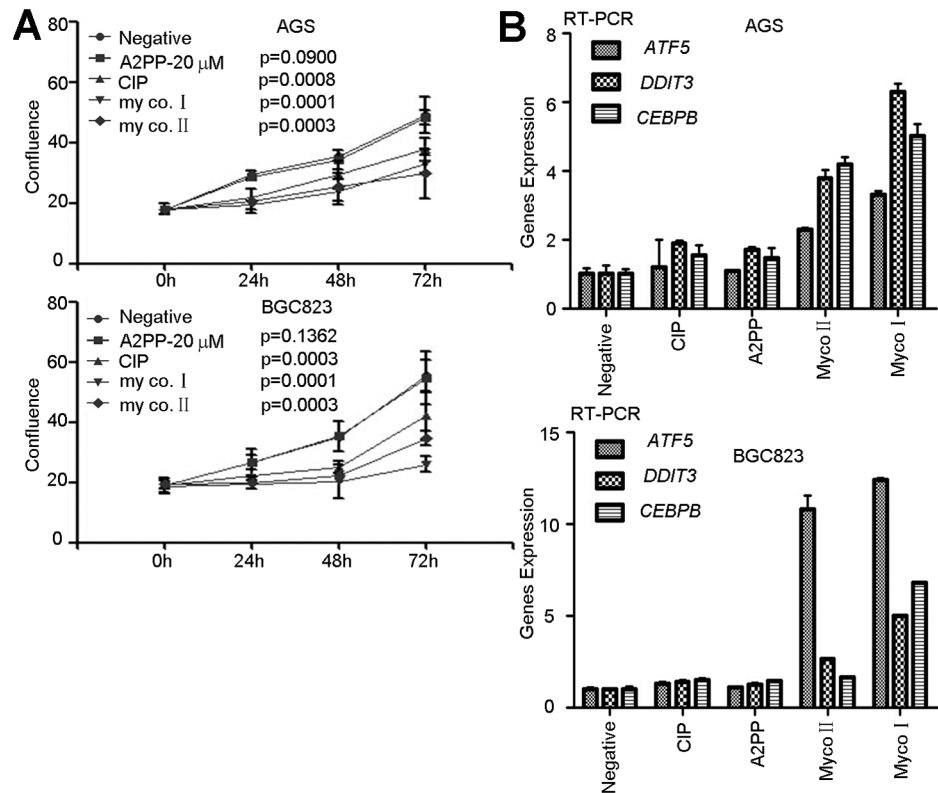 A
80
60
40
20
0
Confluence
AGS
Negative
A2PP-20 μM p=0.0900
CIP p=0.0008
my co. I p=0.0001
my co. II p=0.0003
0h 24h 48h 72h
80
60
40
20
0
Confluence
BGC823
Negative
A2PP-20 μM p=0.1362
CIP p=0.0003
my co. I p=0.0001
my co. II p=0.0003
0h 24h 48h 72h
B
RT-PCR AGS
8
6
4
2
0
Genes Expression
ATF5
DDIT3
CEBPB
Negative CIP A2PP Myco II Myco I
RT-PCR
BGC823
15
10
5
0
Genes Expression
ATF5
DDIT3
CEBPB
Negative CIP A2PP Myco II Myco I